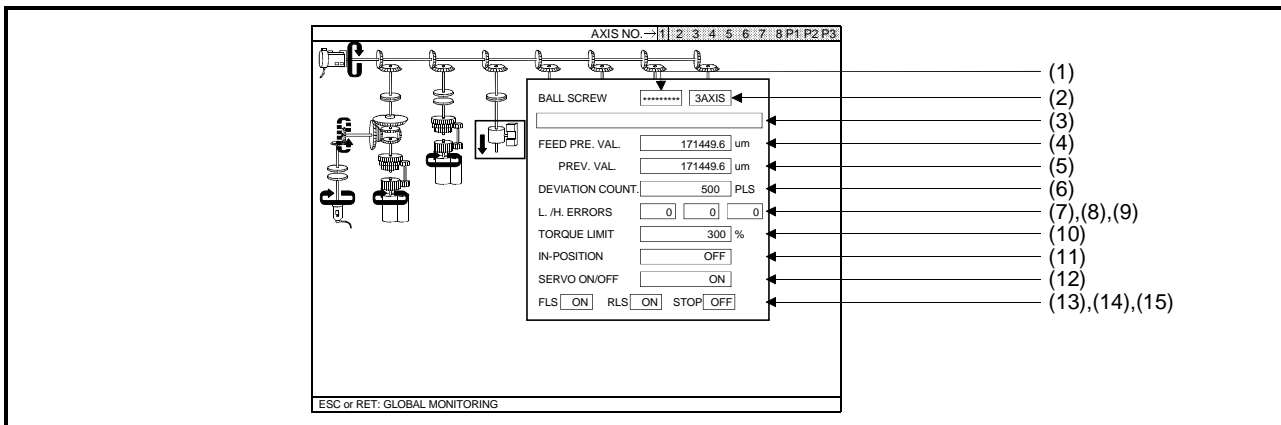 AXIS NO.→ 1 2 3 4 5 6 7 8 P1 P2 P3
(1)
BALL SCREW ********* 3AXIS (2)
(3)
FEED PRE. VAL. 171449.6 um (4)
PREV. VAL. 171449.6 um (5)
DEVIATION COUNT. 500 PLS (6)
L. /H. ERRORS 0 0 0 (7),(8),(9)
TORQUE LIMIT 300 % (10)
IN-POSITION OFF (11)
SERVO ON/OFF ON (12)
FLS ON RLS ON STOP OFF (13),(14),(15)
ESC or RET: GLOBAL MONITORING